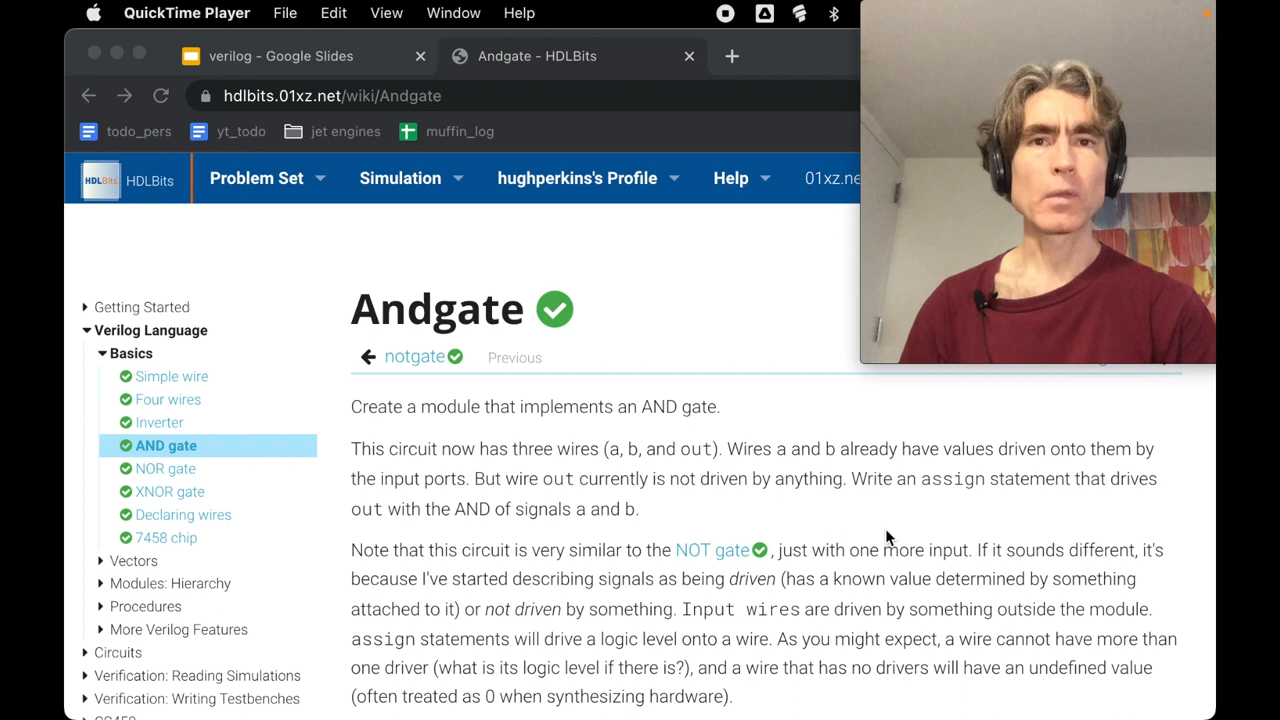 QuickTime Player File Edit View Window Help
verilog - Google Slides
Andgate - HDLBits
hdlbits.01xz.net/wiki/Andgate
todo_pers yt_todo jet engines muffin_log
HDLBits HDLBits Problem Set Simulation hughperkins's Profile Help 01xz.ne
Getting Started
Verilog Language
Basics
Simple wire
Four wires
Inverter
AND gate
NOR gate
XNOR gate
Declaring wires
7458 chip
Vectors
Modules: Hierarchy
Procedures
More Verilog Features
Circuits
Verification: Reading Simulations
Verification: Writing Testbenches
Andgate
notgate Previous
Create a module that implements an AND gate.
This circuit now has three wires (a, b, and out). Wires a and b already have values driven onto them by
the input ports. But wire out currently is not driven by anything. Write an assign statement that drives
out with the AND of signals a and b.
Note that this circuit is very similar to the NOT gate, just with one more input. If it sounds different, it's
because I've started describing signals as being driven (has a known value determined by something
attached to it) or not driven by something. Input wires are driven by something outside the module.
assign statements will drive a logic level onto a wire. As you might expect, a wire cannot have more than
one driver (what is its logic level if there is?), and a wire that has no drivers will have an undefined value
(often treated as 0 when synthesizing hardware).